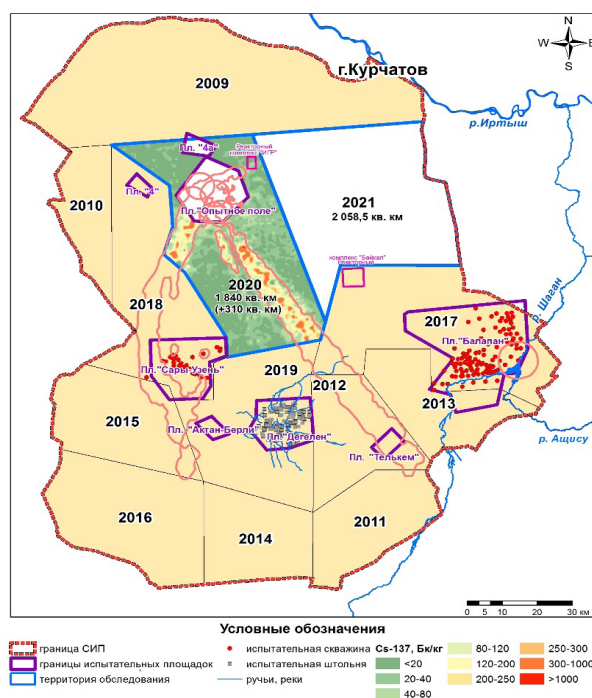 N
W E
S
г.Курчатов
2009
р.Иртыш
Пл. "4а"
Реакторный
комплекс "ИГР"
2010
Пл. "4"
Пл."Опытное поле"
2021
2 058,5 кв. км
комплекс "Байкал"
Реакторный
2020
1 840 кв. км
(+310 кв. км)
2018
р. Шаган
2017
Пл."Балапан"
Пл."Сары-Узень"
2019
2012
2013
2015
Пл. "Актан-Берли"
Пл."Дегелен"
Пл. "Телькем"
р. Ащису
2016
2014
2011
0 5 10 20 30 км
Условные обозначения
граница СИП
границы испытательных площадок
территория обследования
испытательная скважина
испытательная штольня
ручьи, реки
Cs-137, Бк/кг
<20
20-40
40-80
80-120
120-200
200-250
250-300
300-1000
>1000